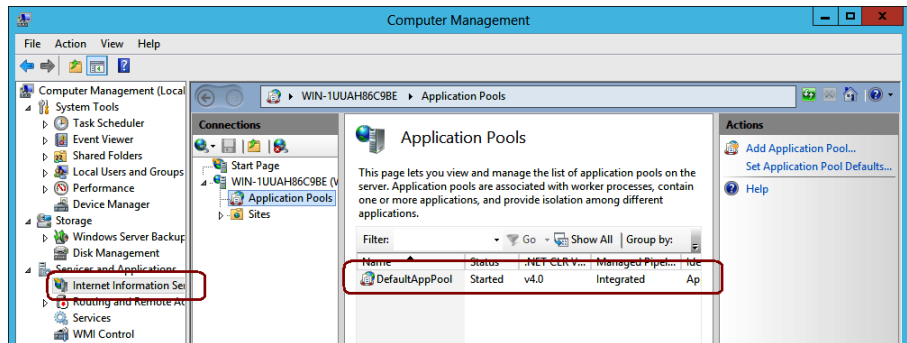 Computer Management
File Action View Help
Computer Management (Local
System Tools
Task Scheduler
Event Viewer
Shared Folders
Local Users and Groups
Performance
Device Manager
Storage
Windows Server Backup
Disk Management
Services and Applications
Internet Information Se
Routing and Remote Ac
Services
WMI Control
WIN-1UUAH86C9BE Application Pools
Connections
Start Page
WIN-1UUAH86C9BE (V
Application Pools
Sites
Application Pools
This page lets you view and manage the list of application pools on the
server. Application pools are associated with worker processes, contain
one or more applications, and provide isolation among different
applications.
Filter: Go Show All Group by:
Name Status .NET CLR V... Managed Pipel... Ide
DefaultAppPool Started v4.0 Integrated Ap
Actions
Add Application Pool...
Set Application Pool Defaults...
Help